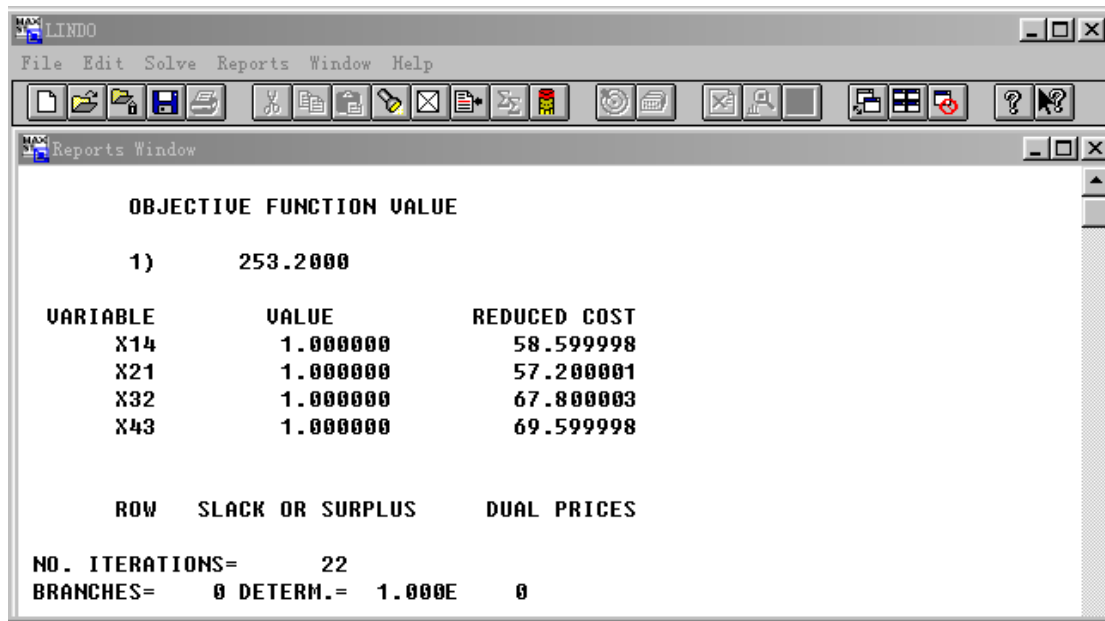 LINDO
File Edit Solve Reports Window Help
Reports Window
OBJECTIVE FUNCTION VALUE
1) 253.2000
VARIABLE VALUE REDUCED COST
X14 1.000000 58.599998
X21 1.000000 57.200001
X32 1.000000 67.800003
X43 1.000000 69.599998
ROW SLACK OR SURPLUS DUAL PRICES
NO. ITERATIONS= 22
BRANCHES= 0 DETERM.= 1.000E 0